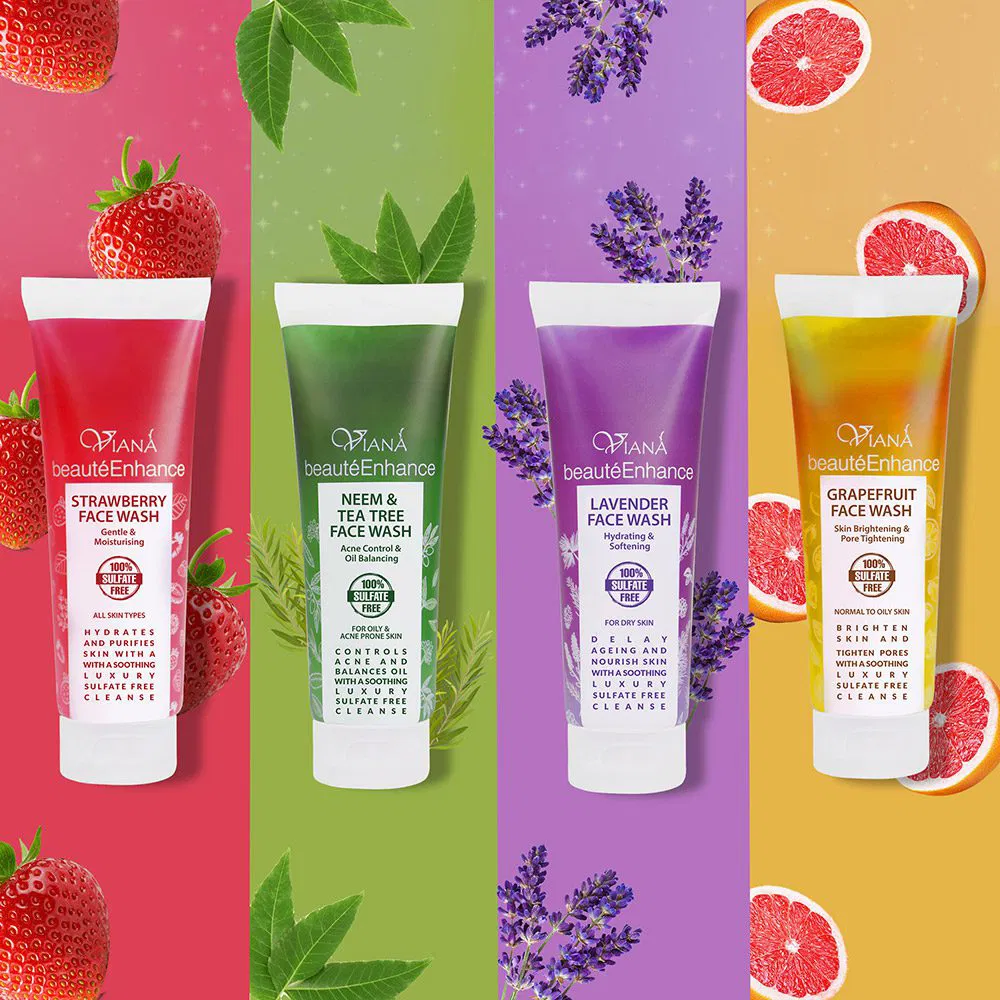 VIANA
beautéEnhance
STRAWBERRY
FACE WASH
Gentle &
Moisturising
100%
SULFATE
FREE
ALL SKIN TYPES
HYDRATES
AND PURIFIES
SKIN WITH A
WITH A SOOTHING
LUXURY
SULFATE FREE
CLEANSE
VIANA
beautéEnhance
NEEM &
TEA TREE
FACE WASH
Acne Control &
Oil Balancing
100%
SULFATE
FREE
FOR OILY &
ACNE PRONE SKIN
CONTROLS
ACNE AND
BALANCES OIL
WITH A SOOTHING
LUXURY
SULFATE FREE
CLEANSE
VIANA
beautéEnhance
LAVENDER
FACE WASH
Hydrating &
Softening
100%
SULFATE
FREE
FOR DRY SKIN
DELAY
AGEING AND
NOURISH SKIN
WITH A SOOTHING
LUXURY
SULFATE FREE
CLEANSE
VIANA
beautéEnhance
GRAPEFRUIT
FACE WASH
Skin Brightening &
Pore Tightening
100%
SULFATE
FREE
NORMAL TO OILY SKIN
BRIGHTEN
SKIN AND
TIGHTEN PORES
WITH A SOOTHING
LUXURY
SULFATE FREE
CLEANSE